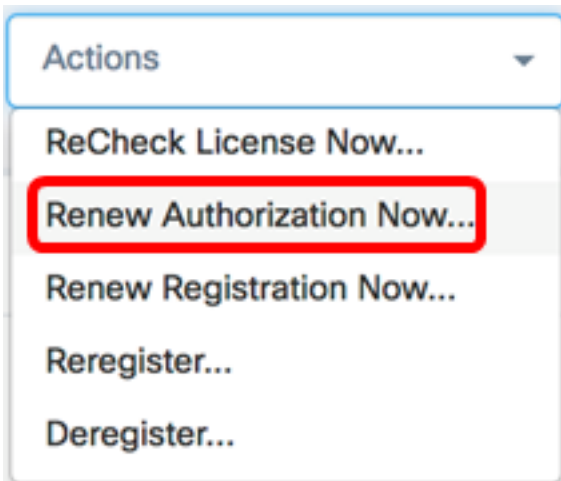 Actions
ReCheck License Now...
Renew Authorization Now...
Renew Registration Now...
Reregister...
Deregister...